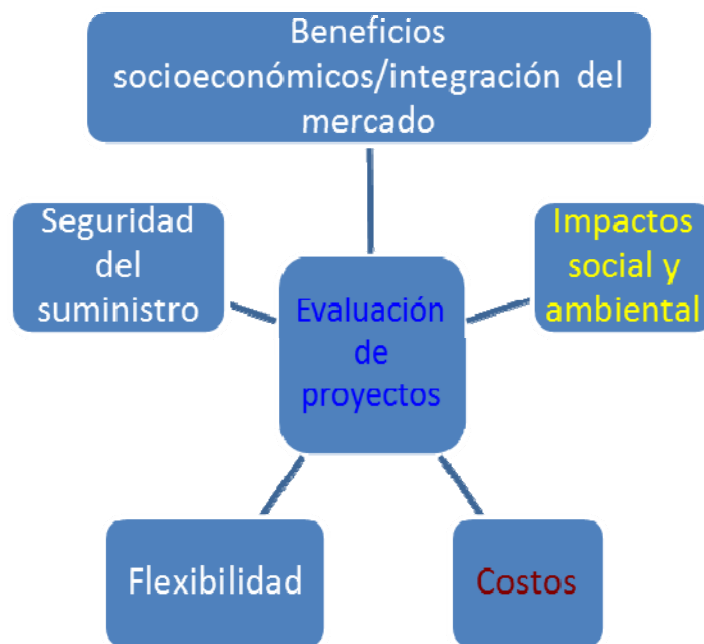 Beneficios
socioeconómicos/integración del
mercado
Seguridad
del
suministro
Impactos
social y
ambiental
Evaluación
de
proyectos
Flexibilidad
Costos